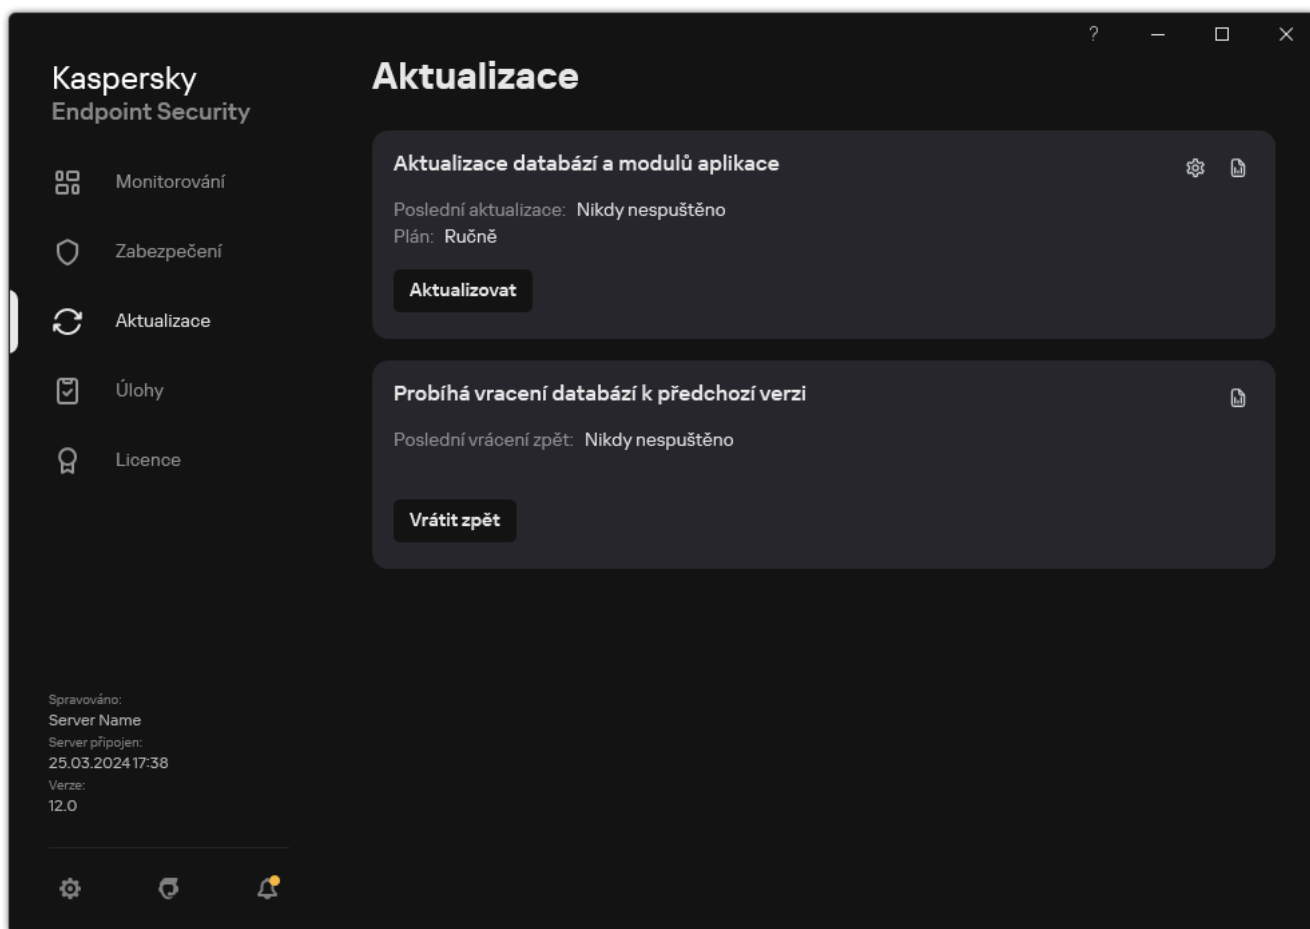 ?
Kaspersky
Endpoint Security
Monitorování
Zabezpečení
Aktualizace
Úlohy
Licence
Spravováno:
Server Name
Server připojen:
25.03.2024 17:38
Verze:
12.0
Aktualizace
Aktualizace databází a modulů aplikace
Poslední aktualizace: Nikdy nespuštěno
Plán: Ručně
Aktualizovat
Probíhá vracení databází k předchozí verzi
Poslední vrácení zpět: Nikdy nespuštěno
Vrátit zpět